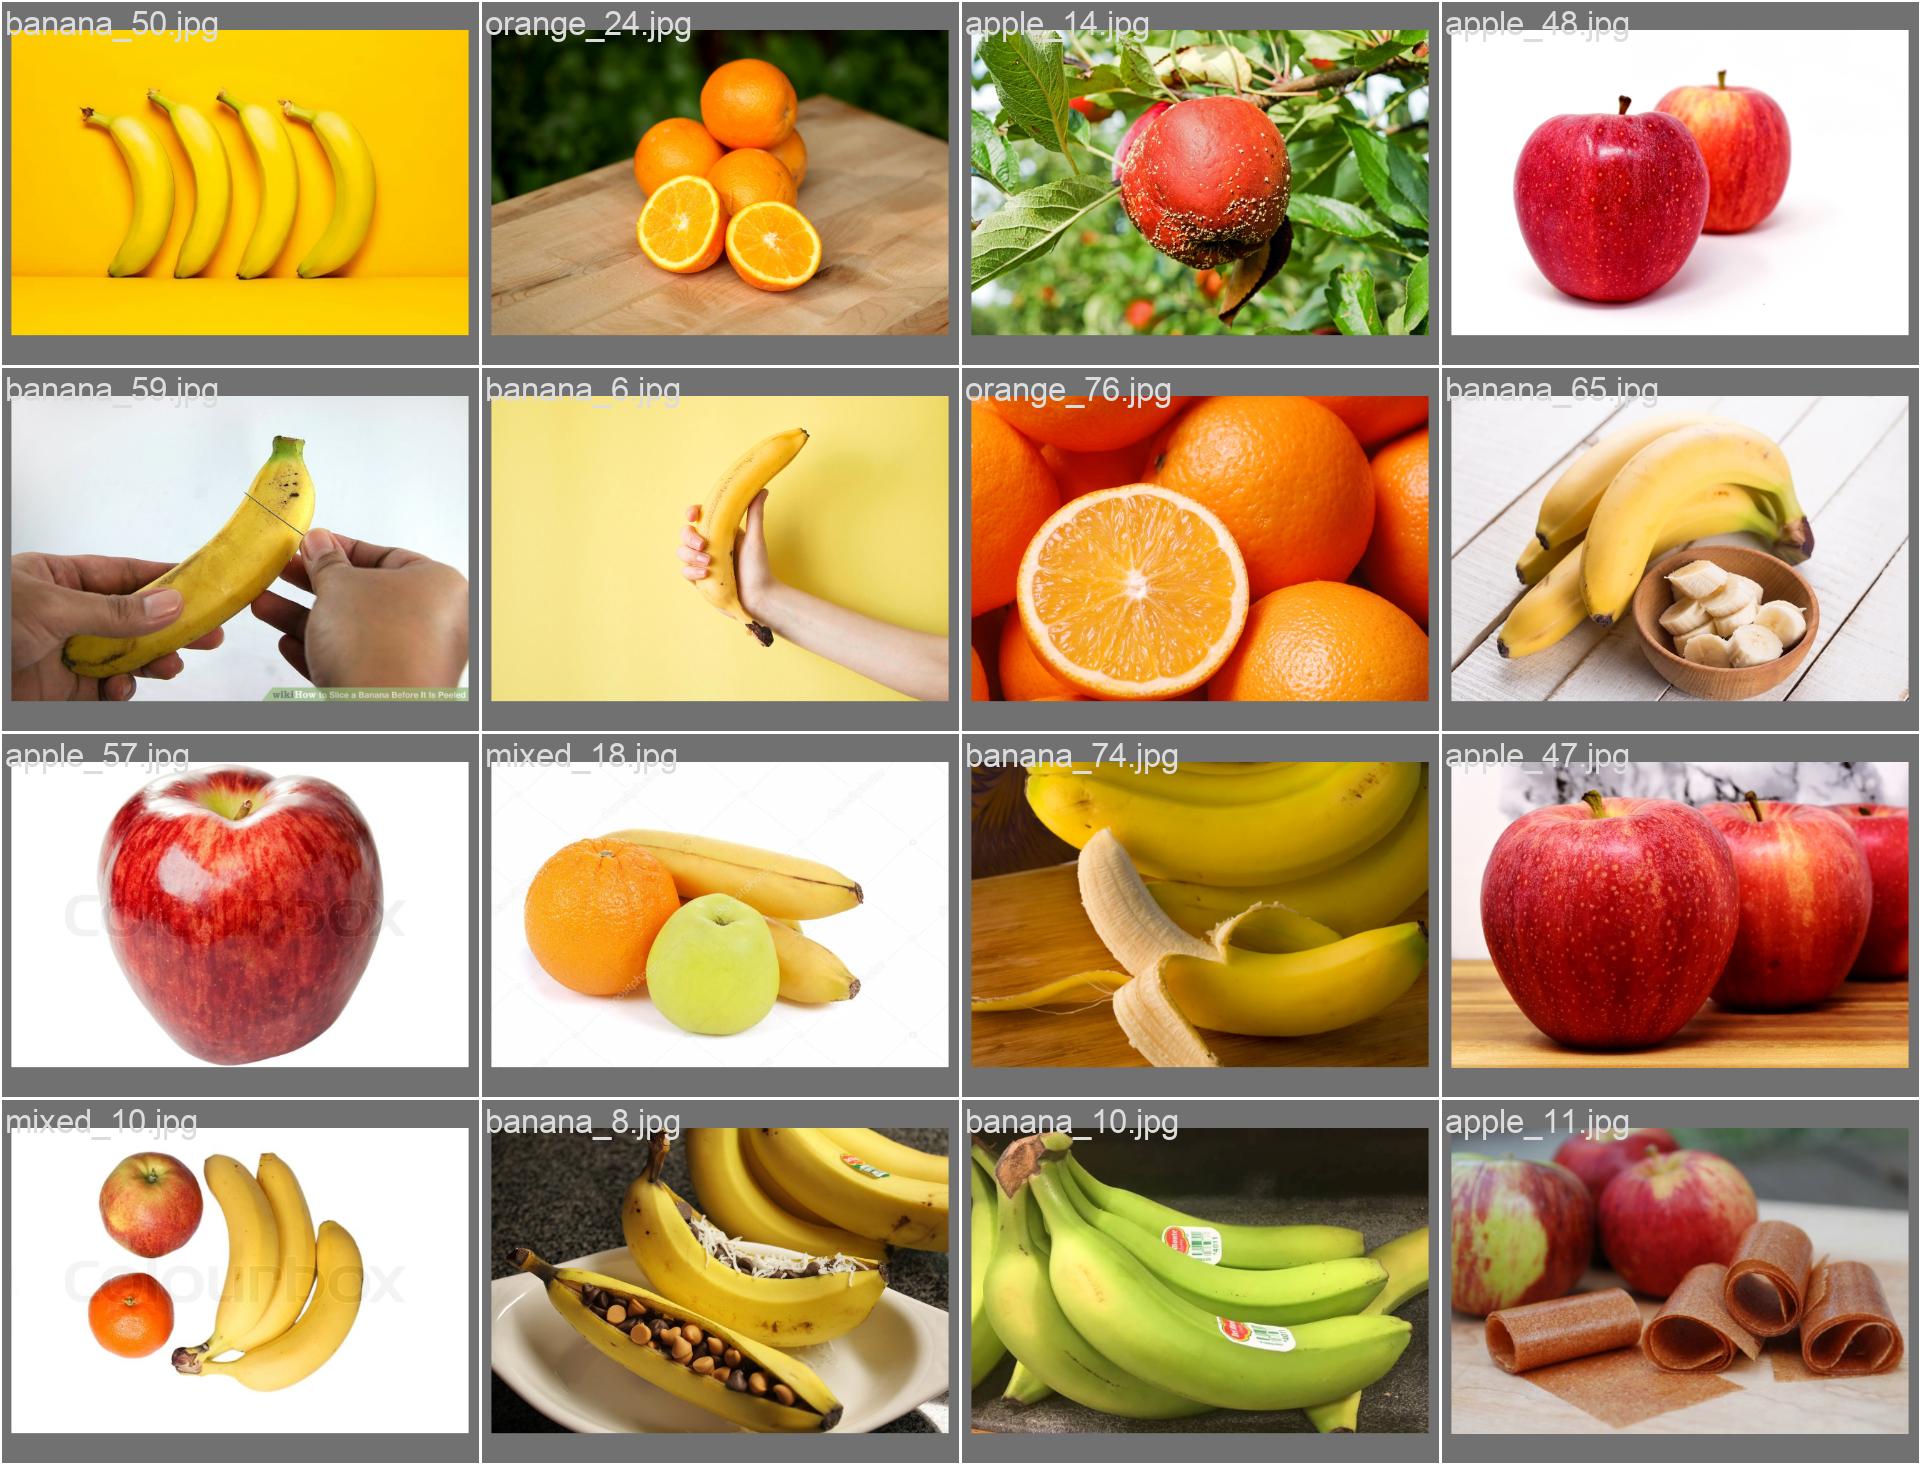 banana_50.jpg
orange_24.jpg
apple_14.jpg
apple_48.jpg
banana_59.jpg
banana_6.jpg
orange_76.jpg
banana_65.jpg
wikiHow to Slice a Banana Before It Is Peeled
apple_57.jpg
mixed_18.jpg
banana_74.jpg
apple_47.jpg
Colourbox
mixed_10.jpg
banana_8.jpg
banana_10.jpg
apple_11.jpg
Colourbox